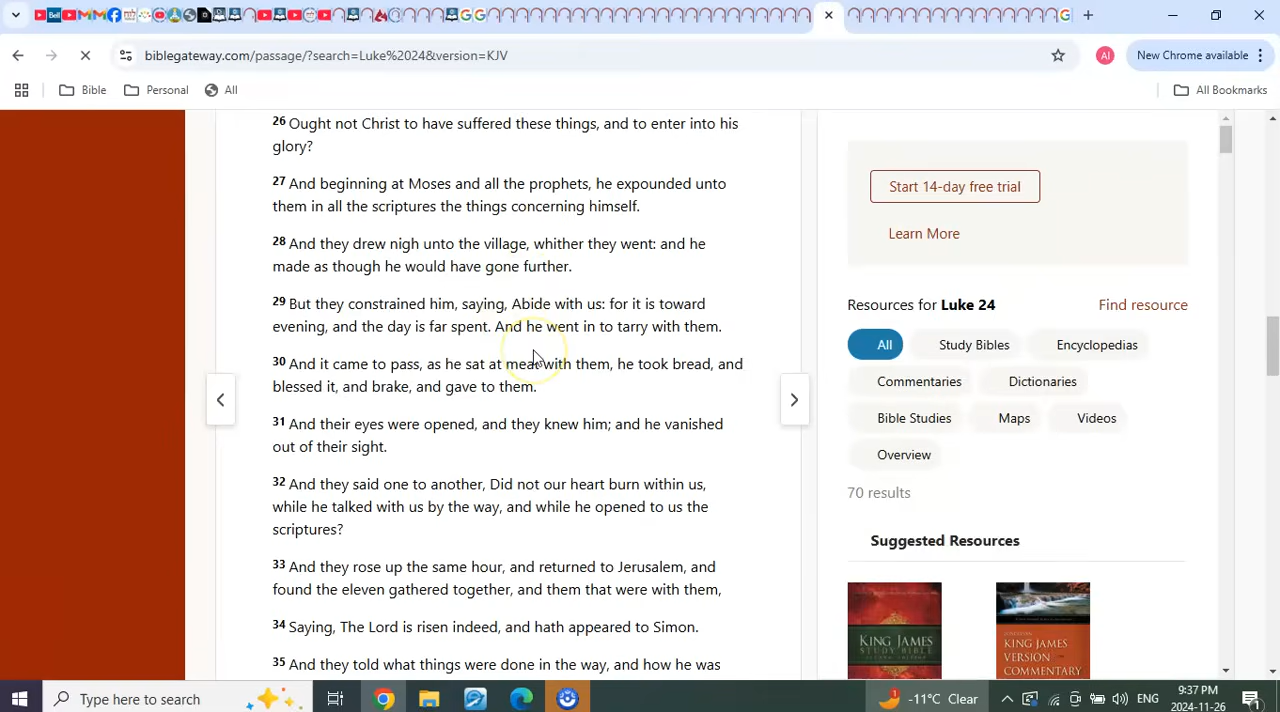 biblegateway.com/passage/?search=Luke%2024&version=KJV
New Chrome available
Bible
Personal
All
All Bookmarks
26 Ought not Christ to have suffered these things, and to enter into his
glory?
27 And beginning at Moses and all the prophets, he expounded unto
them in all the scriptures the things concerning himself.
28 And they drew nigh unto the village, whither they went: and he
made as though he would have gone further.
29 But they constrained him, saying, Abide with us: for it is toward
evening, and the day is far spent. And he went in to tarry with them.
30 And it came to pass, as he sat at meat with them, he took bread, and
blessed it, and brake, and gave to them.
31 And their eyes were opened, and they knew him; and he vanished
out of their sight.
32 And they said one to another, Did not our heart burn within us,
while he talked with us by the way, and while he opened to us the
scriptures?
33 And they rose up the same hour, and returned to Jerusalem, and
found the eleven gathered together, and them that were with them,
34 Saying, The Lord is risen indeed, and hath appeared to Simon.
35 And they told what things were done in the way, and how he was
Start 14-day free trial
Learn More
Resources for Luke 24
Find resource
All
Study Bibles
Encyclopedias
Commentaries
Dictionaries
Bible Studies
Maps
Videos
Overview
70 results
Suggested Resources
KING JAMES
STUDY BIBLE
KING JAMES
VERSION
COMMENTARY
Type here to search
-11°C Clear
ENG
9:37 PM
2024-11-26